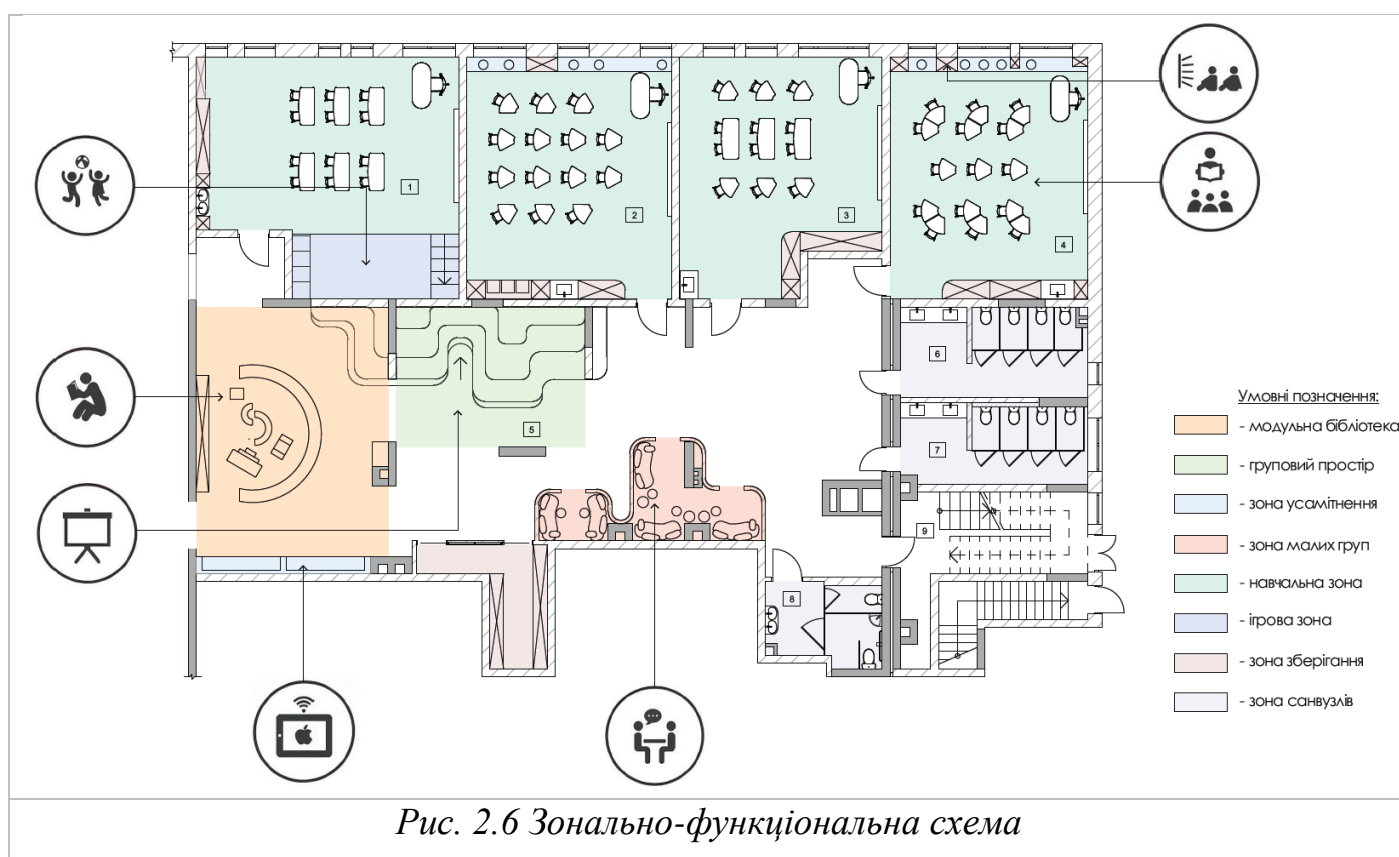 1
2
3
4
5
6
7
8
9
Умовні позначення:
- модульна бібліотека
- груповий простір
- зона усамітнення
- зона малих груп
- навчальна зона
- ігрова зона
- зона зберігання
- зона санвузлів
Рис. 2.6 Зонально-функціональна схема